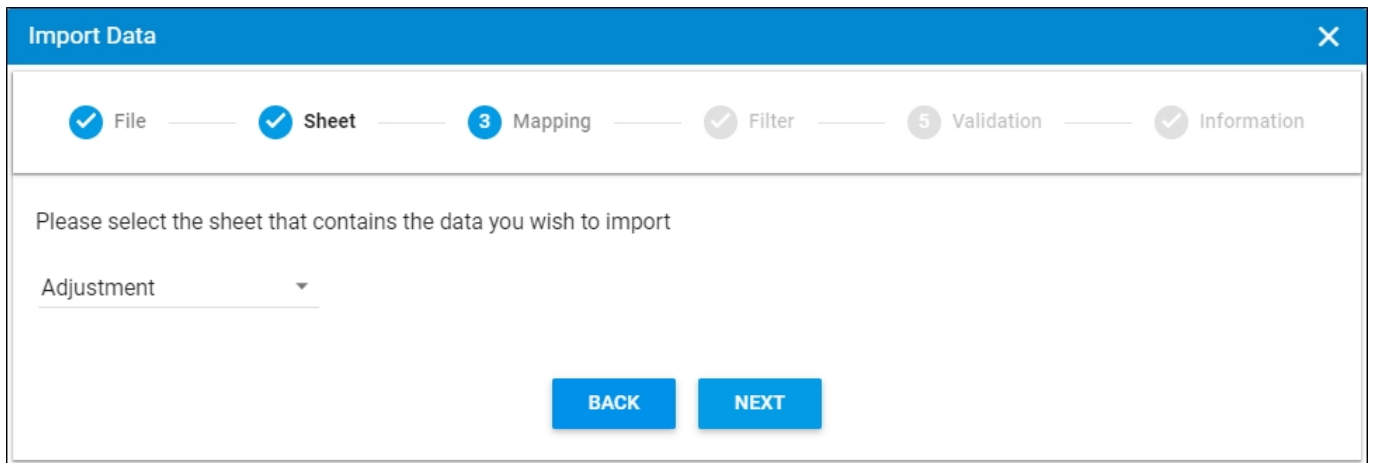 Import Data
File Sheet 3 Mapping Filter 5 Validation Information
Please select the sheet that contains the data you wish to import
Adjustment
BACK NEXT